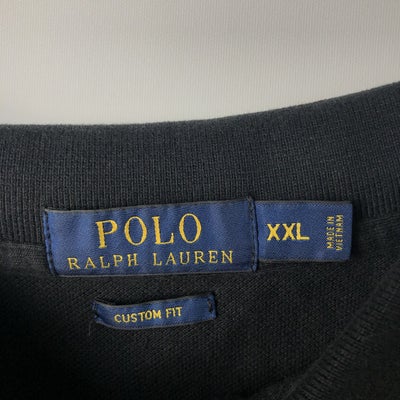 POLO
RALPH LAUREN
XXL
MADE IN
VIETNAM
CUSTOM FIT